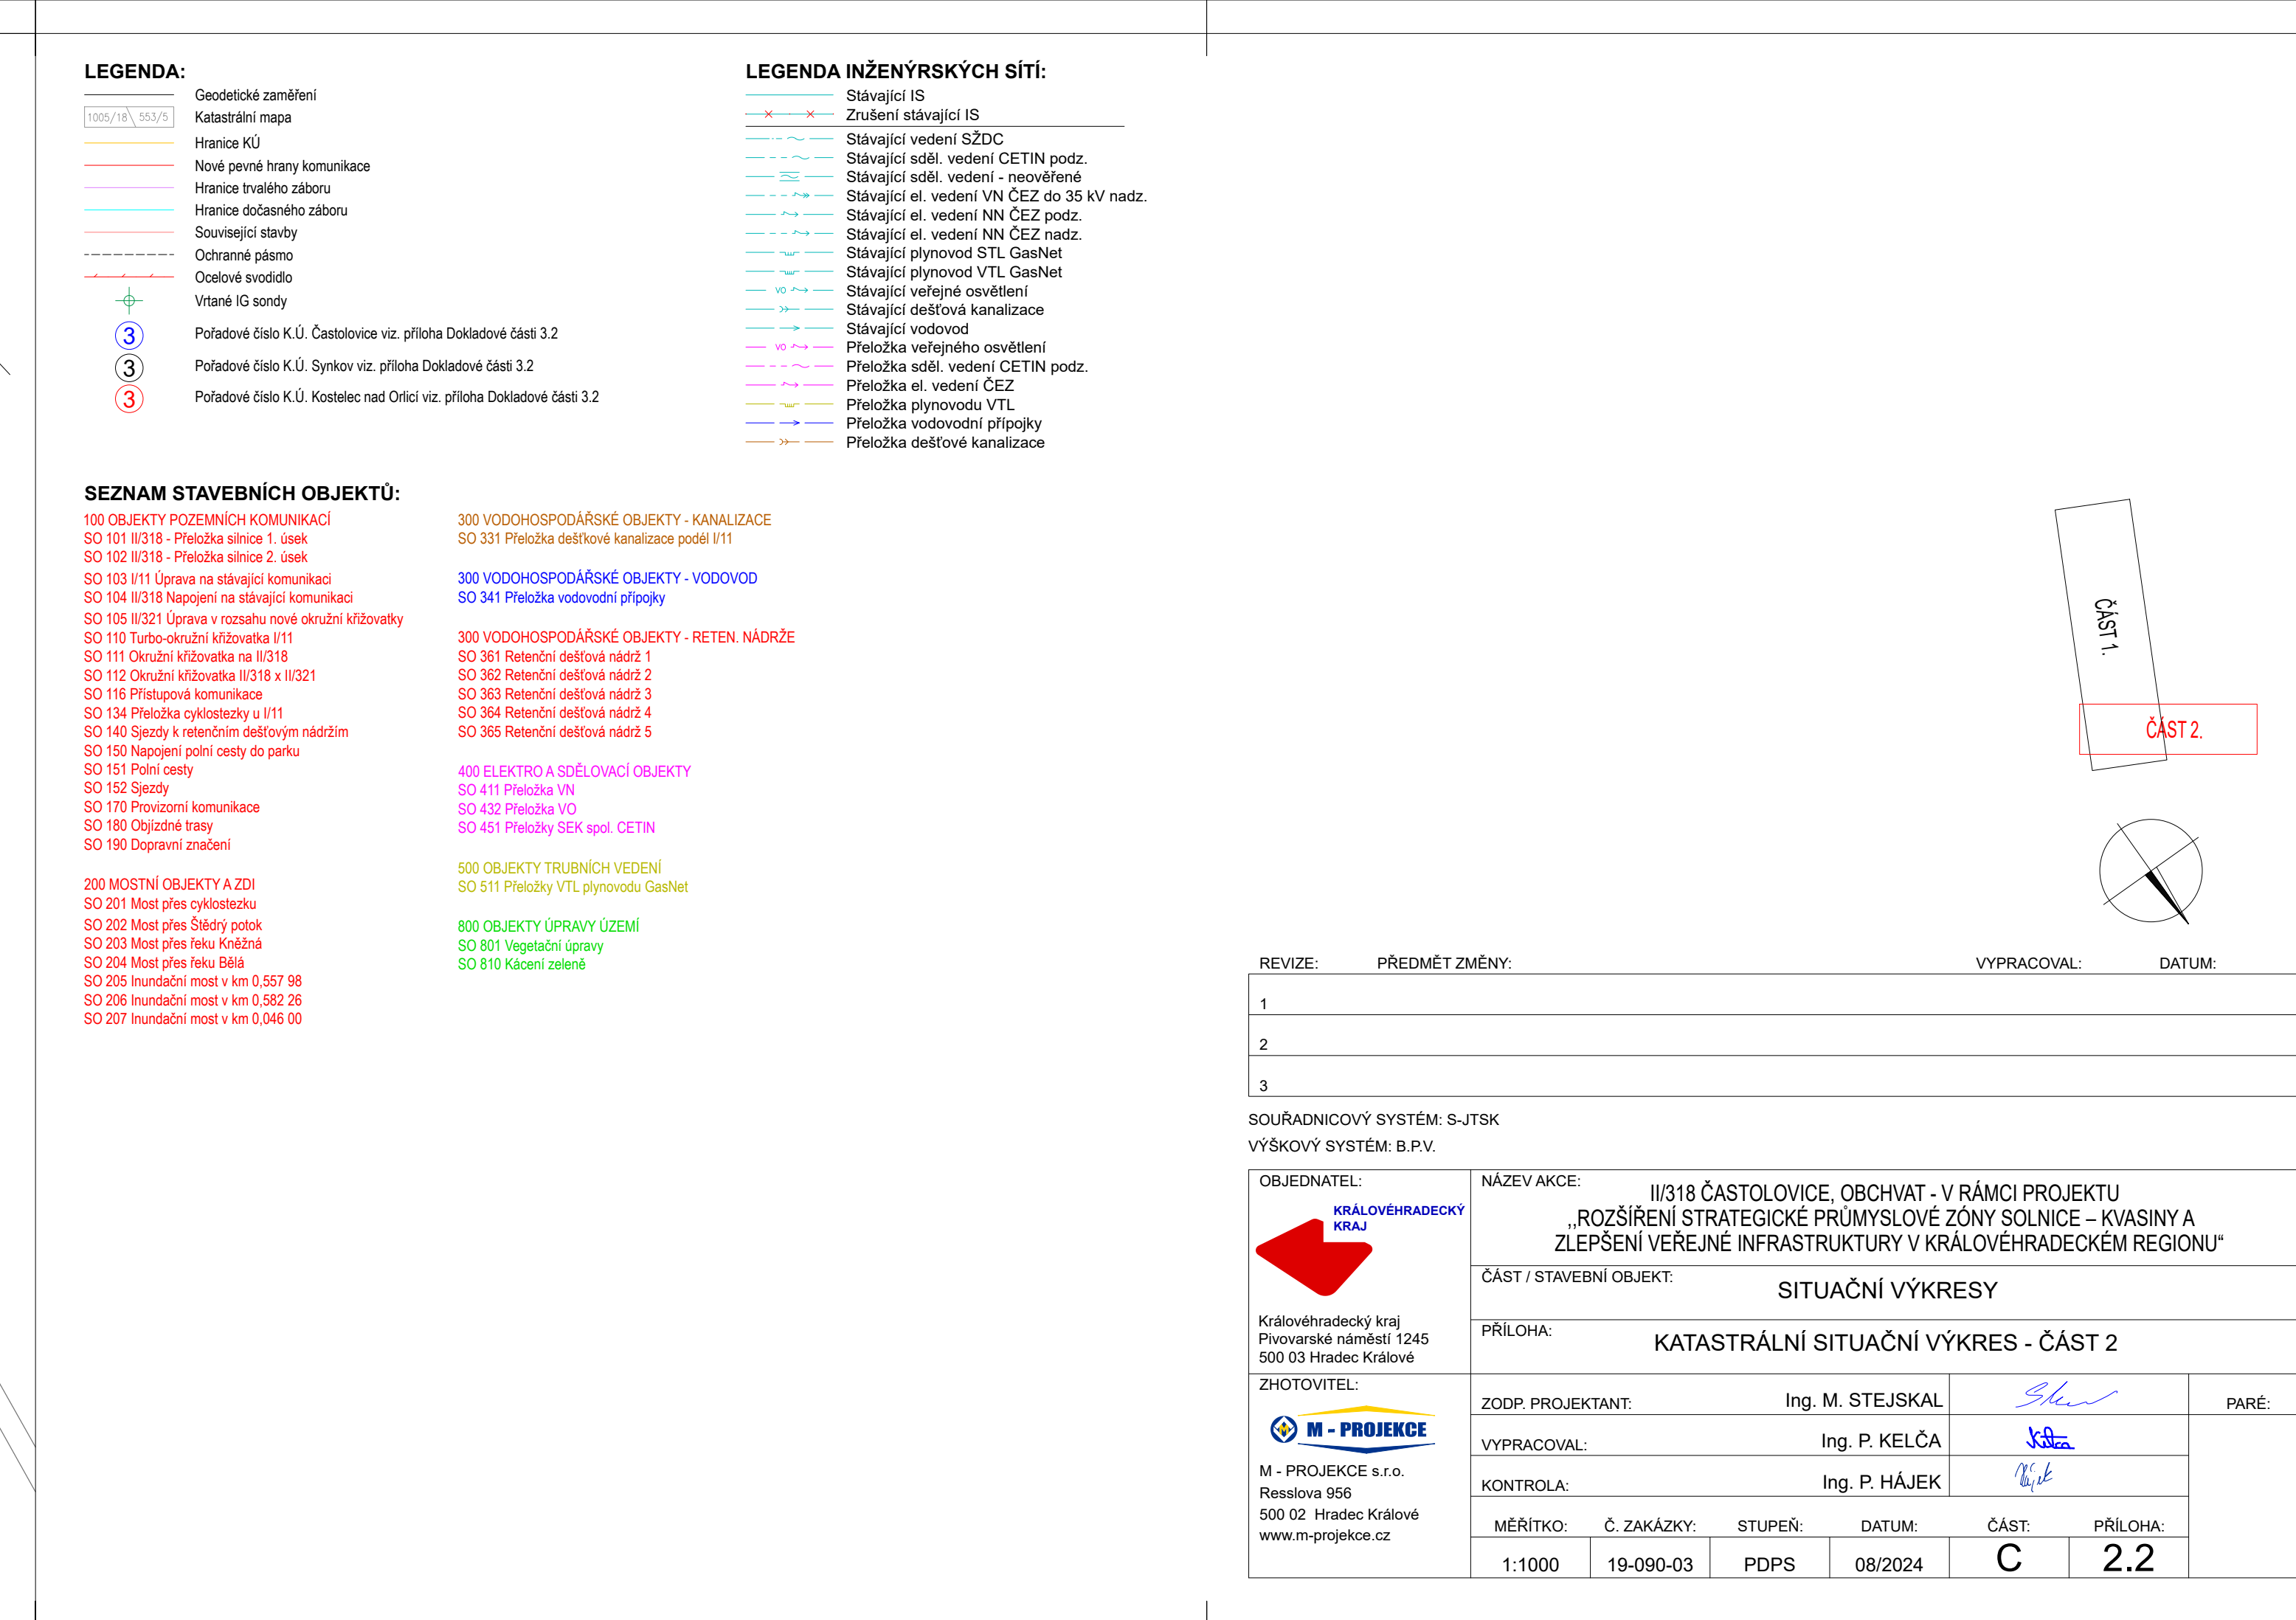 LEGENDA:
Geodetické zaměření
1005/18 553/5 Katastrální mapa
Hranice KÚ
Nové pevné hrany komunikace
Hranice trvalého záboru
Hranice dočasného záboru
Související stavby
Ochranné pásmo
Ocelové svodidlo
Vrtané IG sondy
3 Pořadové číslo K.Ú. Častolovice viz. příloha Dokladové části 3.2
3 Pořadové číslo K.Ú. Synkov viz. příloha Dokladové části 3.2
3 Pořadové číslo K.Ú. Kostelec nad Orlicí viz. příloha Dokladové části 3.2
LEGENDA INŽENÝRSKÝCH SÍTÍ:
Stávající IS
Zrušení stávající IS
Stávající vedení SŽDC
Stávající sděl. vedení CETIN podz.
Stávající sděl. vedení - neověřené
Stávající el. vedení VN ČEZ do 35 kV nadz.
Stávající el. vedení NN ČEZ podz.
Stávající el. vedení NN ČEZ nadz.
Stávající plynovod STL GasNet
Stávající plynovod VTL GasNet
VO Stávající veřejné osvětlení
Stávající dešťová kanalizace
Stávající vodovod
VO Přeložka veřejného osvětlení
Přeložka sděl. vedení CETIN podz.
Přeložka el. vedení ČEZ
Přeložka plynovodu VTL
Přeložka vodovodní přípojky
Přeložka dešťové kanalizace
SEZNAM STAVEBNÍCH OBJEKTŮ:
100 OBJEKTY POZEMNÍCH KOMUNIKACÍ
SO 101 II/318 - Přeložka silnice 1. úsek
SO 102 II/318 - Přeložka silnice 2. úsek
SO 103 I/11 Úprava na stávající komunikaci
SO 104 II/318 Napojení na stávající komunikaci
SO 105 II/321 Úprava v rozsahu nové okružní křižovatky
SO 110 Turbo-okružní křižovatka I/11
SO 111 Okružní křižovatka na II/318
SO 112 Okružní křižovatka II/318 x II/321
SO 116 Přístupová komunikace
SO 134 Přeložka cyklostezky u I/11
SO 140 Sjezdy k retenčním dešťovým nádržím
SO 150 Napojení polní cesty do parku
SO 151 Polní cesty
SO 152 Sjezdy
SO 170 Provizorní komunikace
SO 180 Objízdné trasy
SO 190 Dopravní značení
200 MOSTNÍ OBJEKTY A ZDI
SO 201 Most přes cyklostezku
SO 202 Most přes Štědrý potok
SO 203 Most přes řeku Kněžná
SO 204 Most přes řeku Bělá
SO 205 Inundační most v km 0,557 98
SO 206 Inundační most v km 0,582 26
SO 207 Inundační most v km 0,046 00
300 VODOHOSPODÁŘSKÉ OBJEKTY - KANALIZACE
SO 331 Přeložka dešťkové kanalizace podél I/11
300 VODOHOSPODÁŘSKÉ OBJEKTY - VODOVOD
SO 341 Přeložka vodovodní přípojky
300 VODOHOSPODÁŘSKÉ OBJEKTY - RETEN. NÁDRŽE
SO 361 Retenční dešťová nádrž 1
SO 362 Retenční dešťová nádrž 2
SO 363 Retenční dešťová nádrž 3
SO 364 Retenční dešťová nádrž 4
SO 365 Retenční dešťová nádrž 5
400 ELEKTRO A SDĚLOVACÍ OBJEKTY
SO 411 Přeložka VN
SO 432 Přeložka VO
SO 451 Přeložky SEK spol. CETIN
500 OBJEKTY TRUBNÍCH VEDENÍ
SO 511 Přeložky VTL plynovodu GasNet
800 OBJEKTY ÚPRAVY ÚZEMÍ
SO 801 Vegetační úpravy
SO 810 Kácení zeleně
ČÁST 1.
ČÁST 2.
REVIZE: PŘEDMĚT ZMĚNY: VYPRACOVAL: DATUM:
1
2
3
SOUŘADNICOVÝ SYSTÉM: S-JTSK
VÝŠKOVÝ SYSTÉM: B.P.V.
OBJEDNATEL:
KRÁLOVÉHRADECKÝ
KRAJ
Královéhradecký kraj
Pivovarské náměstí 1245
500 03 Hradec Králové
NÁZEV AKCE:
II/318 ČASTOLOVICE, OBCHVAT - V RÁMCI PROJEKTU
,,ROZŠÍŘENÍ STRATEGICKÉ PRŮMYSLOVÉ ZÓNY SOLNICE – KVASINY A
ZLEPŠENÍ VEŘEJNÉ INFRASTRUKTURY V KRÁLOVÉHRADECKÉM REGIONU“
ČÁST / STAVEBNÍ OBJEKT:
SITUAČNÍ VÝKRESY
PŘÍLOHA:
KATASTRÁLNÍ SITUAČNÍ VÝKRES - ČÁST 2
ZHOTOVITEL:
M - PROJEKCE
M - PROJEKCE s.r.o.
Resslova 956
500 02 Hradec Králové
www.m-projekce.cz
ZODP. PROJEKTANT: Ing. M. STEJSKAL
VYPRACOVAL: Ing. P. KELČA
KONTROLA: Ing. P. HÁJEK
PARÉ:
MĚŘÍTKO: Č. ZAKÁZKY: STUPEŇ: DATUM: ČÁST: PŘÍLOHA:
1:1000 19-090-03 PDPS 08/2024 C 2.2